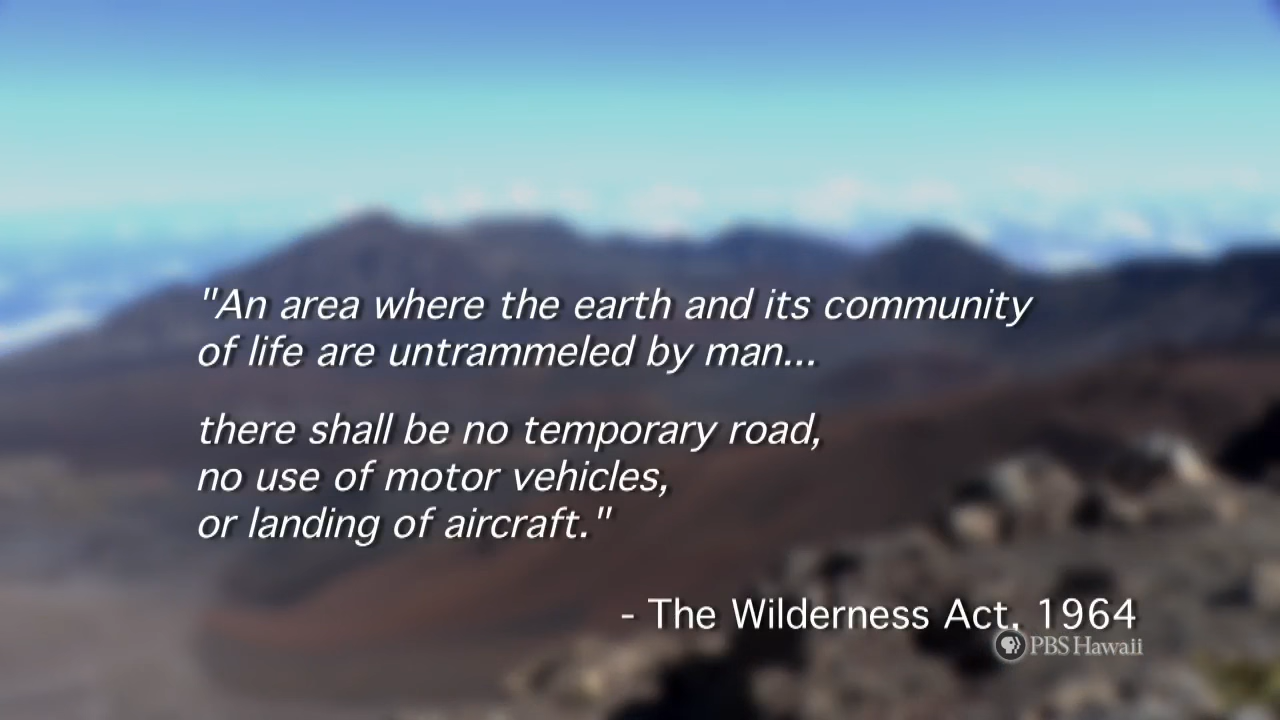 "An area where the earth and its community
of life are untrammeled by man...
there shall be no temporary road,
no use of motor vehicles,
or landing of aircraft."
- The Wilderness Act, 1964
PBS Hawaii